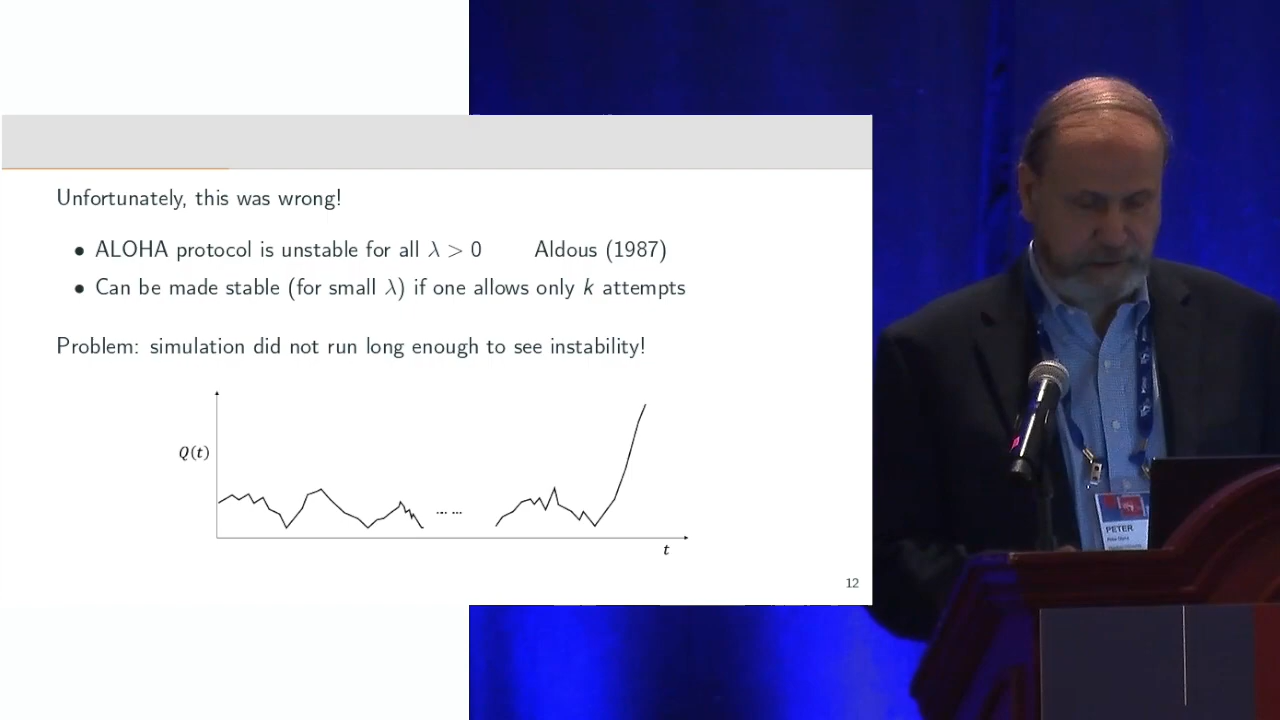 Unfortunately, this was wrong!
• ALOHA protocol is unstable for all λ > 0 Aldous (1987)
• Can be made stable (for small λ) if one allows only k attempts
Problem: simulation did not run long enough to see instability!
Q(t)
... ...
t
12
PETER